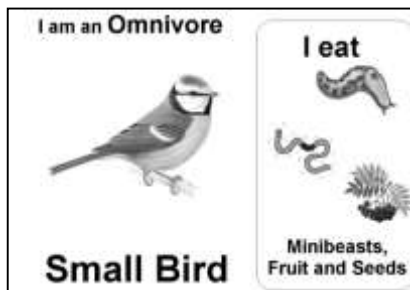 I am an Omnivore
Small Bird
I eat
Minibeasts,
Fruit and Seeds